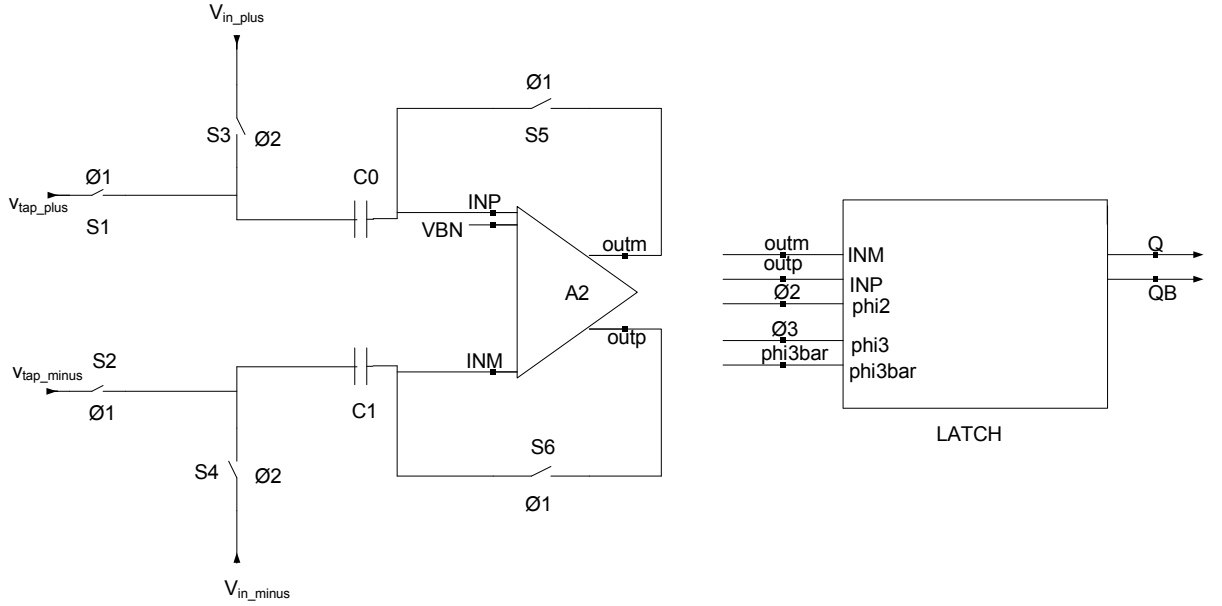 Vin_plus
Ø1
S5
S3
Ø2
Ø1
vtap_plus
S1
C0
INP
VBN
outm
A2
outp
INM
S2
vtap_minus
Ø1
C1
S6
Ø1
S4
Ø2
Vin_minus
outm
INM
outp
INP
Ø2
phi2
Ø3
phi3
phi3bar
phi3bar
Q
QB
LATCH